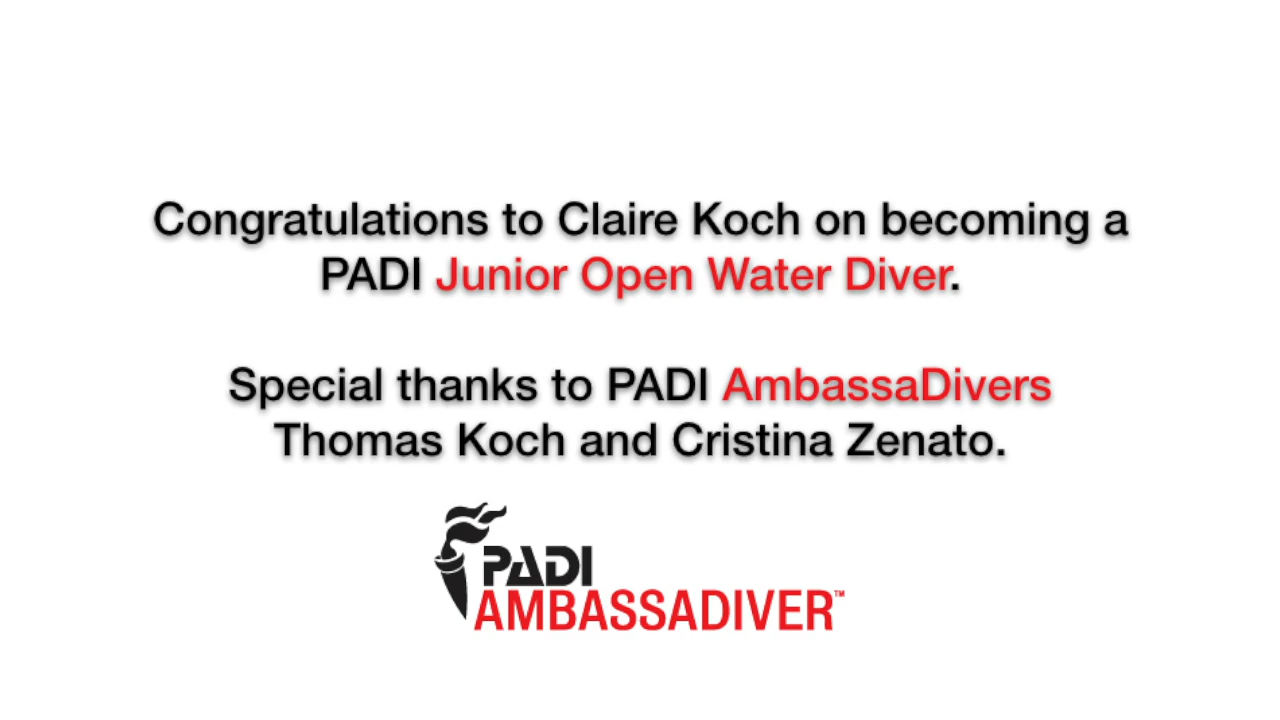 Congratulations to Claire Koch on becoming a
PADI Junior Open Water Diver.
Special thanks to PADI AmbassaDivers
Thomas Koch and Cristina Zenato.
PADI
AMBASSADIVER™